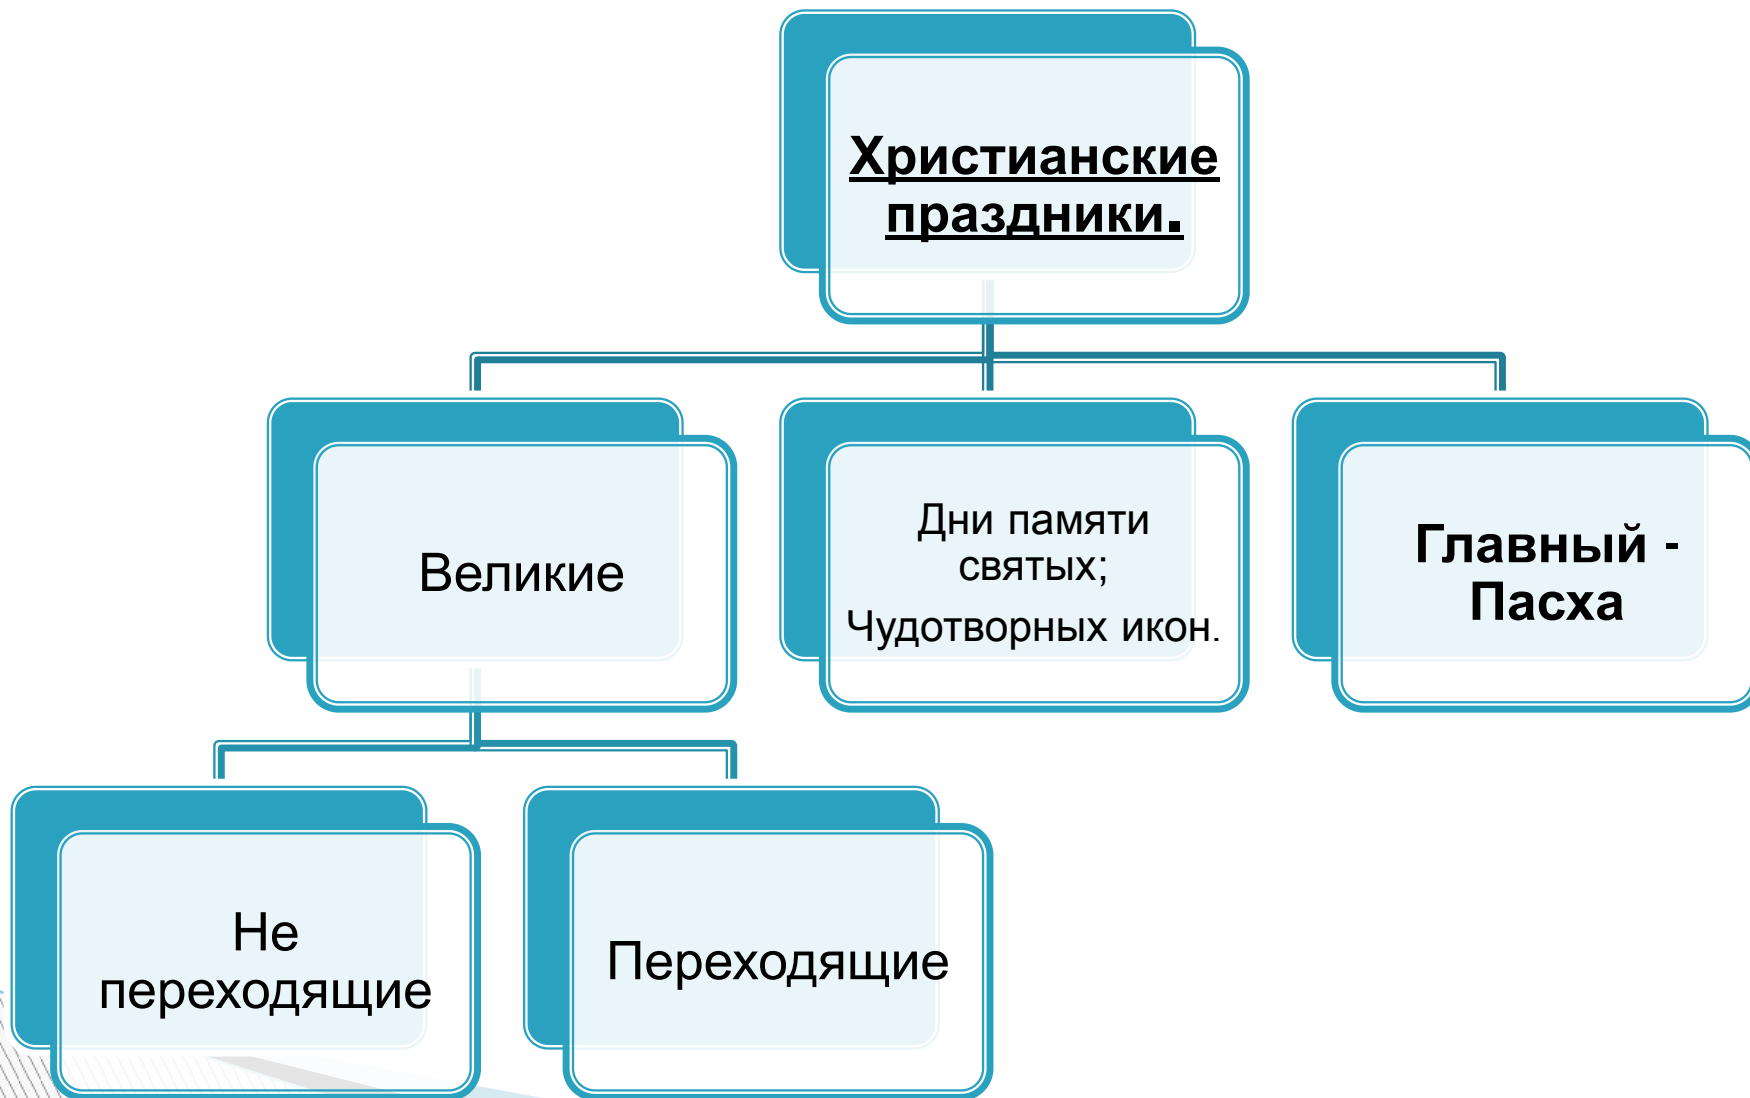 Христианские
праздники.
Великие
Дни памяти
святых;
Чудотворных икон.
Главный -
Пасха
Не
переходящие
Переходящие